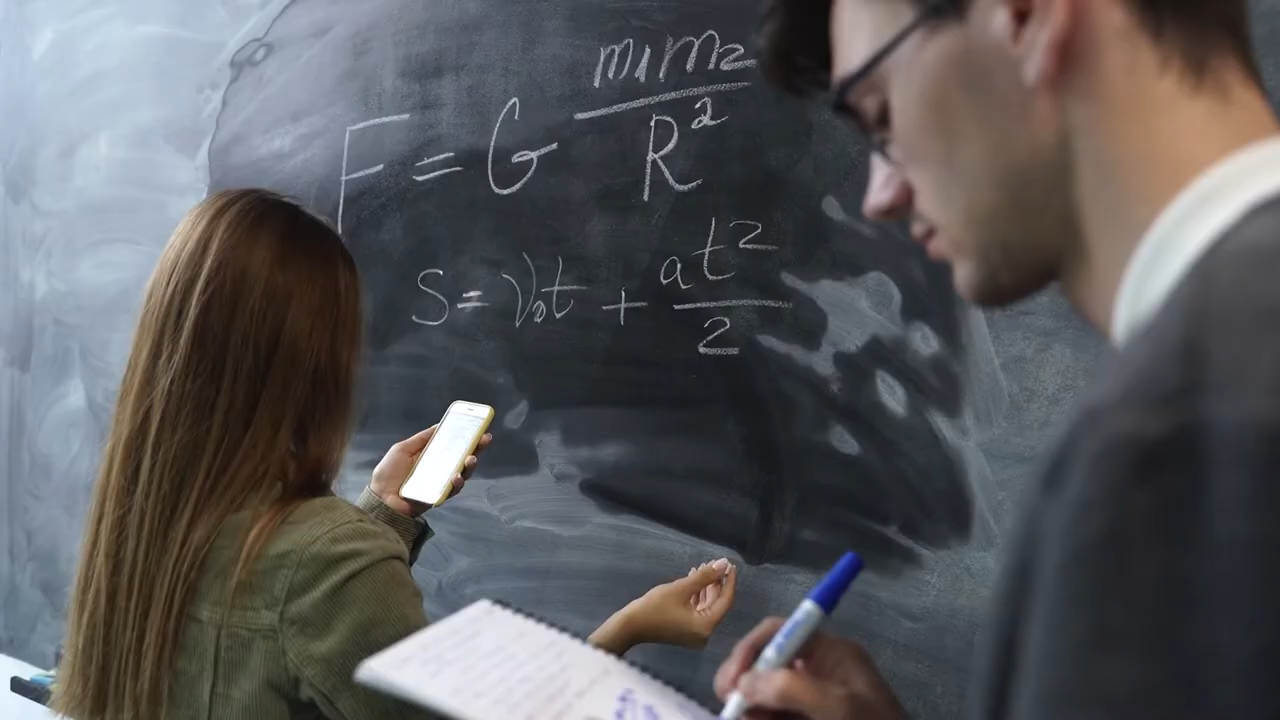 F = G m₁m₂/R²
S = V₀t + at²/2